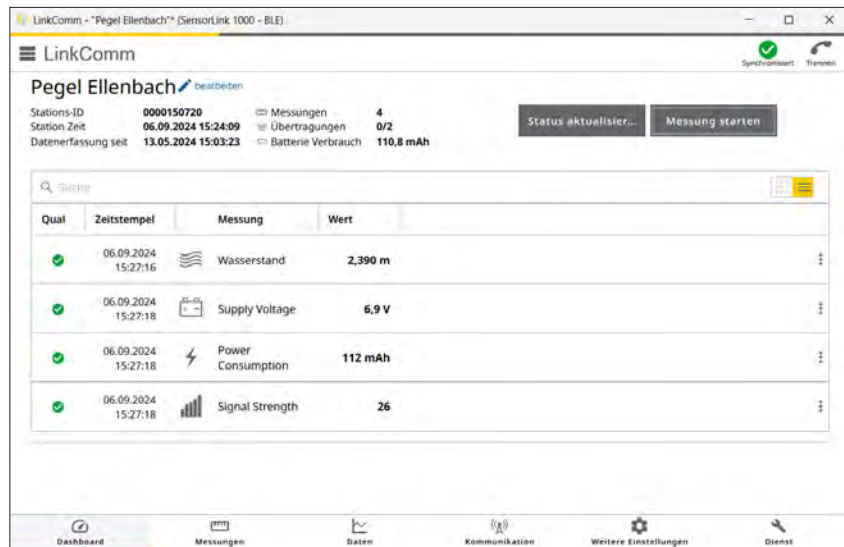 LinkComm - "Pegel Ellenbach"* (SensorLink 1000 - BLE)
LinkComm
Synchronisiert Trennen
Pegel Ellenbach bearbeiten
Stations-ID 0000150720 Messungen 4
Station Zeit 06.09.2024 15:24:09 Übertragungen 0/2
Datenerfassung seit 13.05.2024 15:03:23 Batterie Verbrauch 110,8 mAh
Status aktualisier... Messung starten
Suche
Qual Zeitstempel Messung Wert
06.09.2024
15:27:16
Wasserstand 2,390 m
06.09.2024
15:27:18
Supply Voltage 6,9 V
06.09.2024
15:27:18
Power
Consumption
112 mAh
06.09.2024
15:27:18
Signal Strength 26
Dashboard Messungen Daten Kommunikation Weitere Einstellungen Dienst